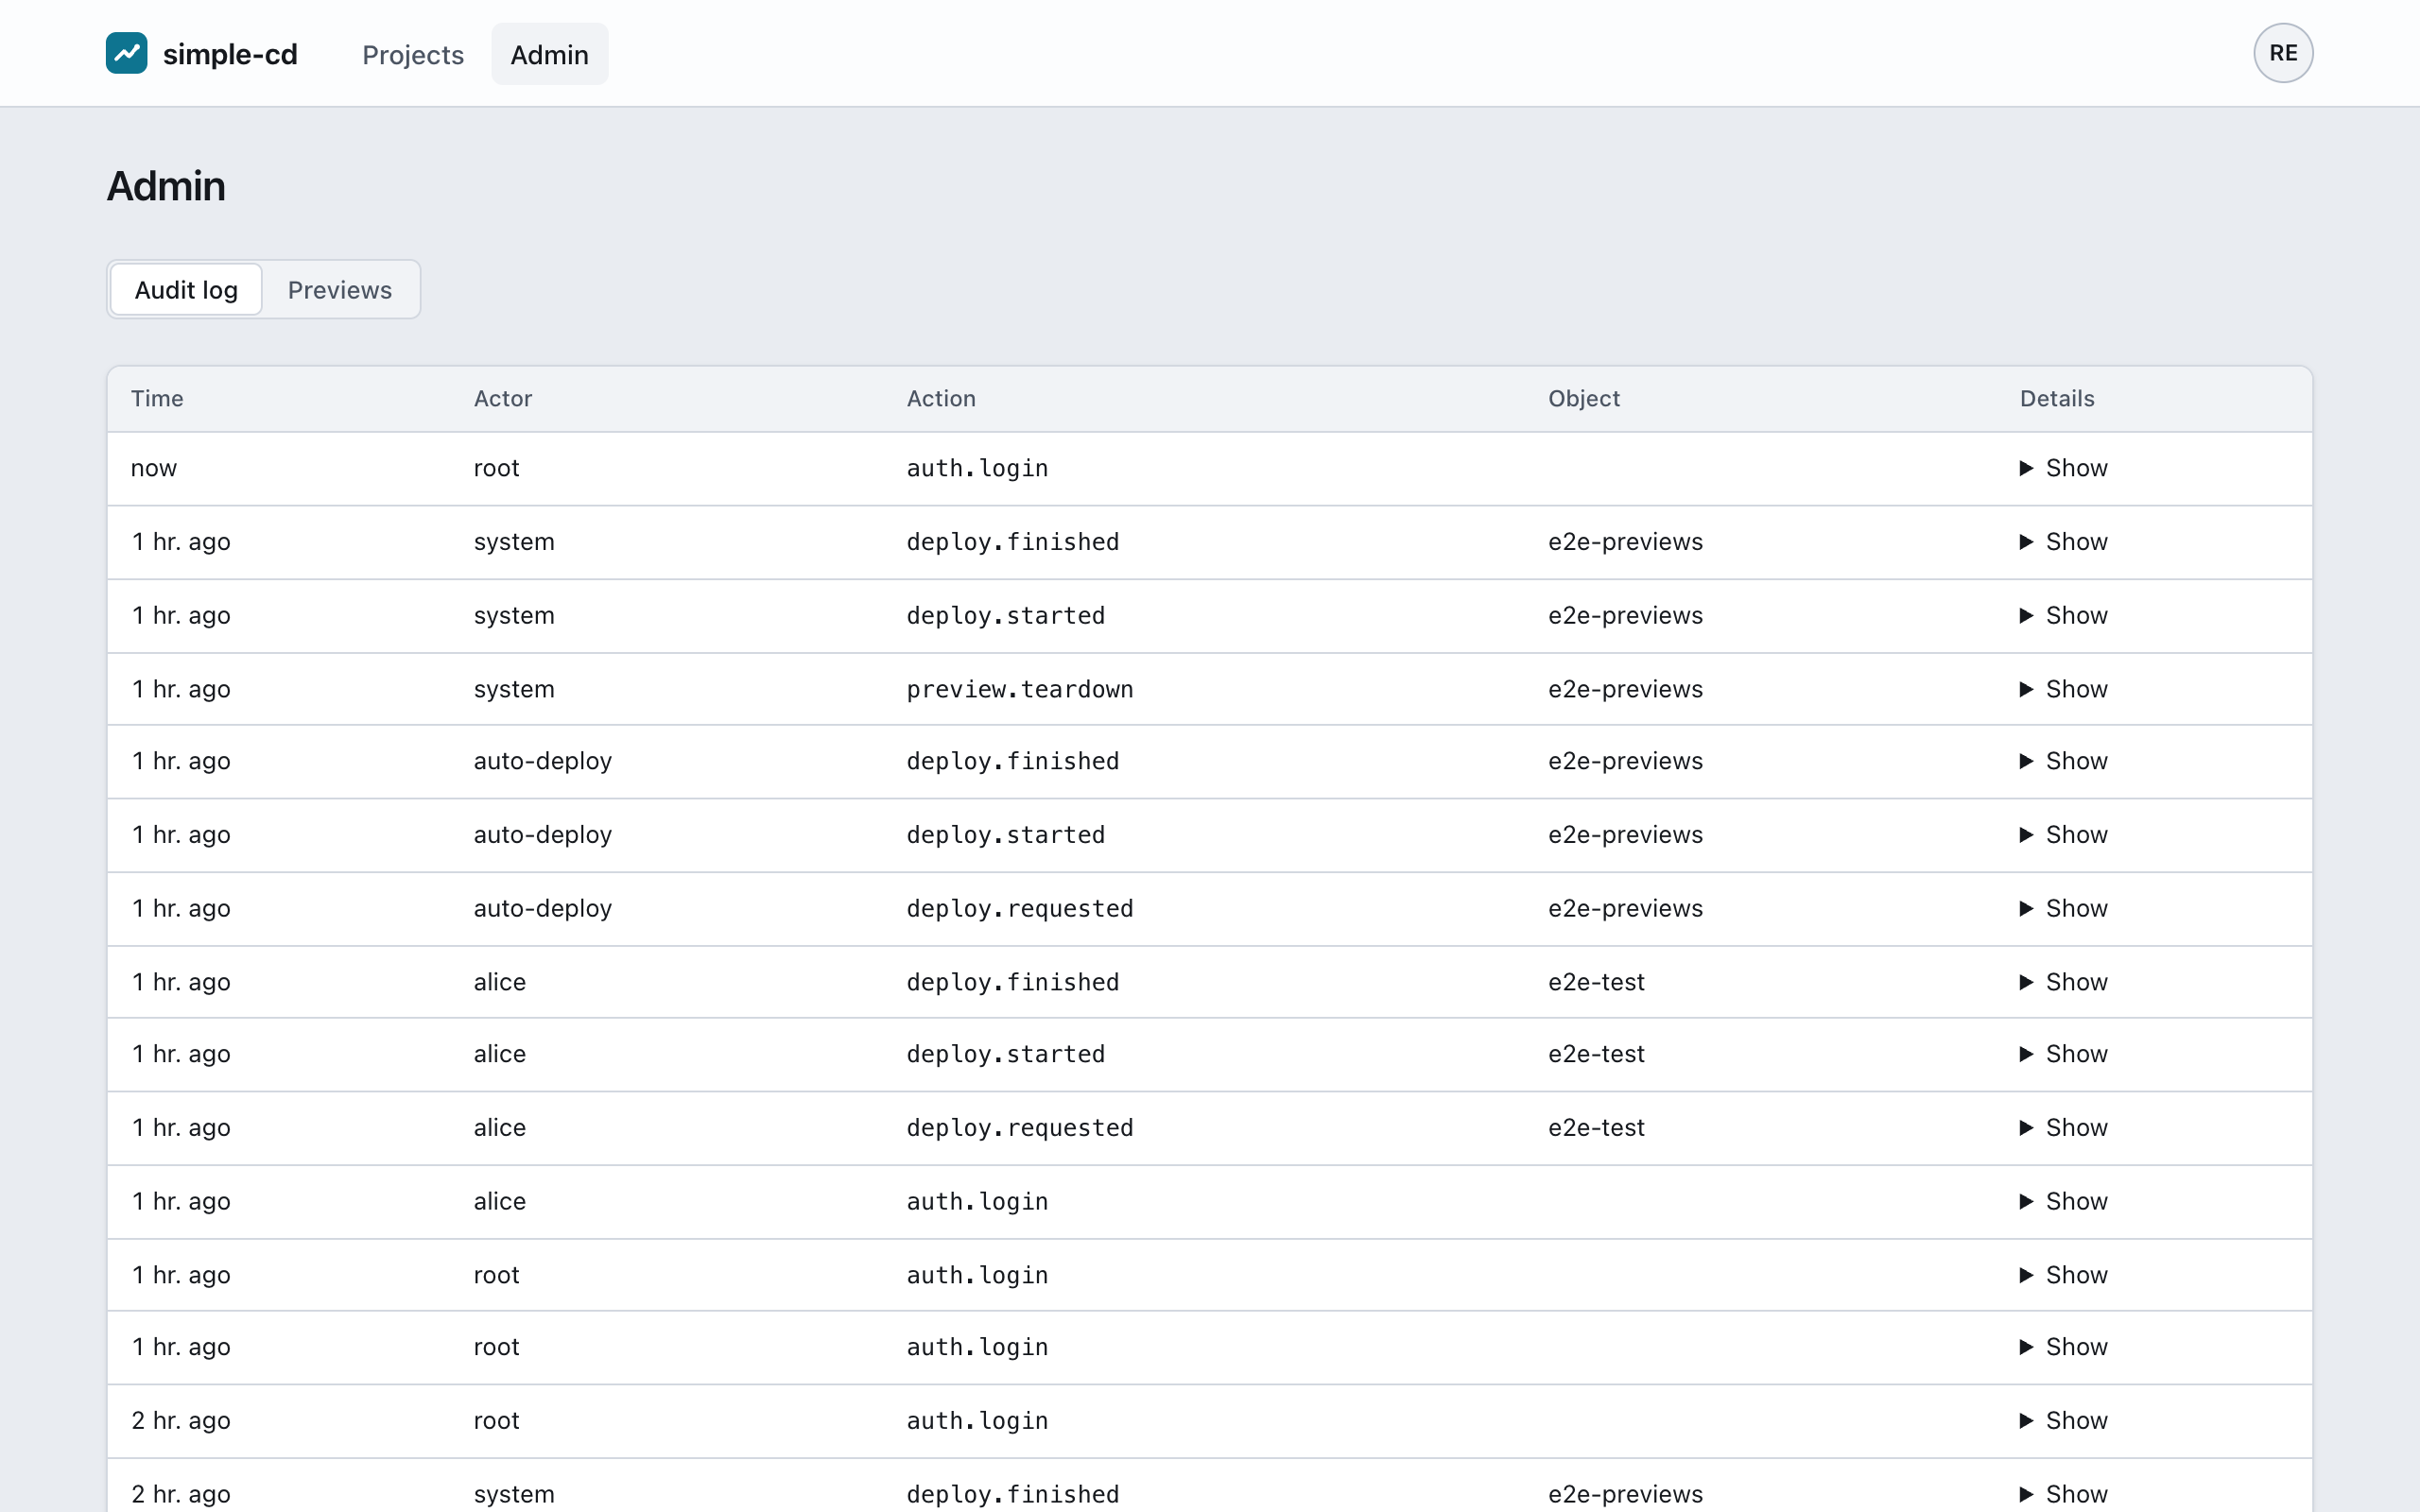 simple-cd Projects Admin RE
Admin
Audit log Previews
Time Actor Action Object Details
now root auth.login Show
1 hr. ago system deploy.finished e2e-previews Show
1 hr. ago system deploy.started e2e-previews Show
1 hr. ago system preview.teardown e2e-previews Show
1 hr. ago auto-deploy deploy.finished e2e-previews Show
1 hr. ago auto-deploy deploy.started e2e-previews Show
1 hr. ago auto-deploy deploy.requested e2e-previews Show
1 hr. ago alice deploy.finished e2e-test Show
1 hr. ago alice deploy.started e2e-test Show
1 hr. ago alice deploy.requested e2e-test Show
1 hr. ago alice auth.login Show
1 hr. ago root auth.login Show
1 hr. ago root auth.login Show
2 hr. ago root auth.login Show
2 hr. ago system deploy.finished e2e-previews Show